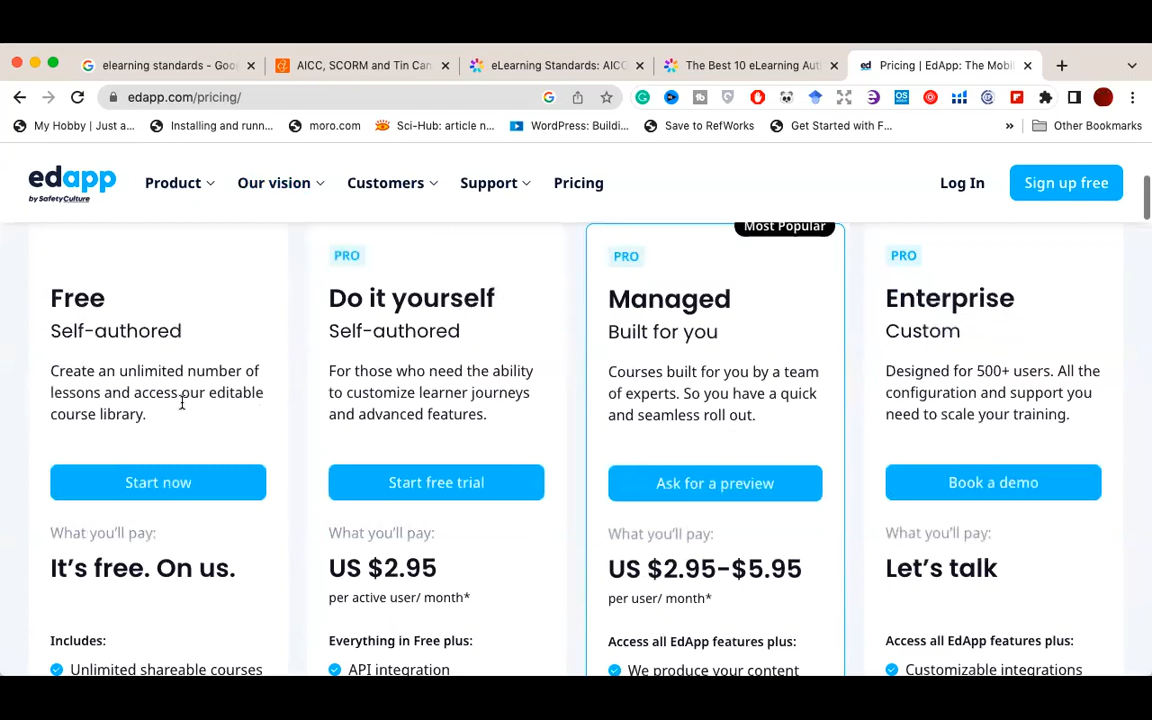 elearning standards - Goo
AICC, SCORM and Tin Can
eLearning Standards: AICC
The Best 10 eLearning Aut
ed Pricing | EdApp: The Mobi
edapp.com/pricing/
My Hobby | Just a...
Installing and runn...
moro.com
Sci-Hub: article n...
WordPress: Buildi...
Save to RefWorks
Get Started with F...
»
Other Bookmarks
edapp
by SafetyCulture
Product
Our vision
Customers
Support
Pricing
Log In
Sign up free
Free
Self-authored
Create an unlimited number of
lessons and access our editable
course library.
Start now
What you'll pay:
It's free. On us.
Includes:
Unlimited shareable courses
PRO
Do it yourself
Self-authored
For those who need the ability
to customize learner journeys
and advanced features.
Start free trial
What you'll pay:
US $2.95
per active user/ month*
Everything in Free plus:
API integration
Most Popular
PRO
Managed
Built for you
Courses built for you by a team
of experts. So you have a quick
and seamless roll out.
Ask for a preview
What you'll pay:
US $2.95-$5.95
per user/ month*
Access all EdApp features plus:
We produce your content
PRO
Enterprise
Custom
Designed for 500+ users. All the
configuration and support you
need to scale your training.
Book a demo
What you'll pay:
Let's talk
Access all EdApp features plus:
Customizable integrations